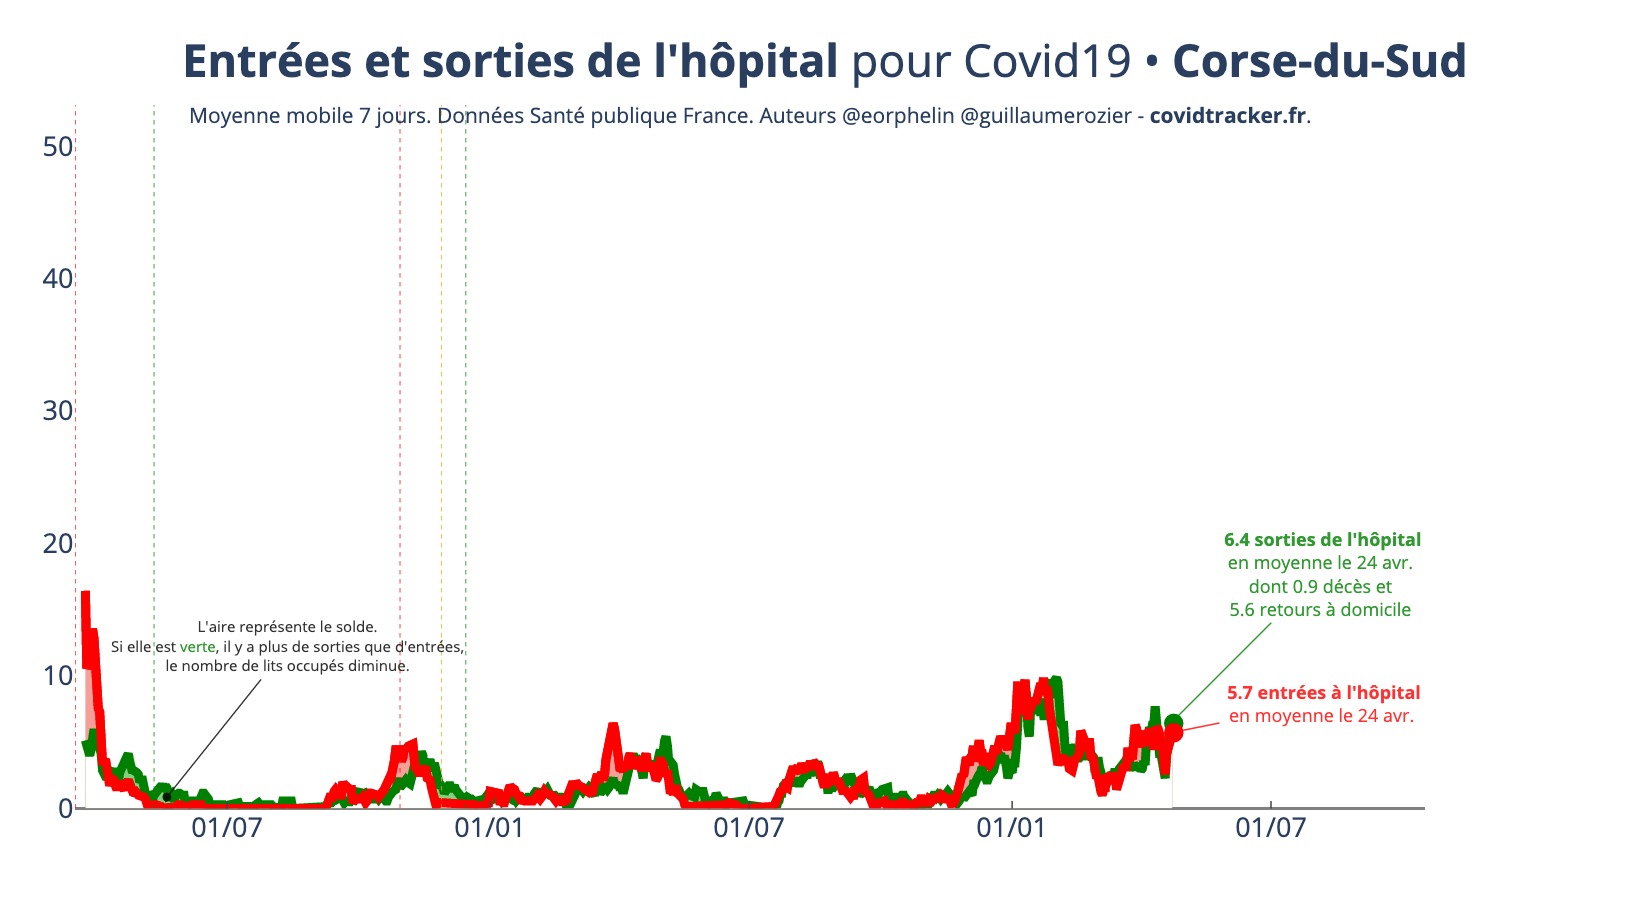 Entrées et sorties de l'hôpital pour Covid19 • Corse-du-Sud
Moyenne mobile 7 jours. Données Santé publique France. Auteurs @eorphelin @guillaumerozier - covidtracker.fr.
50
40
30
20
10
0
L'aire représente le solde.
Si elle est verte, il y a plus de sorties que d'entrées,
le nombre de lits occupés diminue.
6.4 sorties de l'hôpital
en moyenne le 24 avr.
dont 0.9 décès et
5.6 retours à domicile
5.7 entrées à l'hôpital
en moyenne le 24 avr.
01/07 01/01 01/07 01/01 01/07